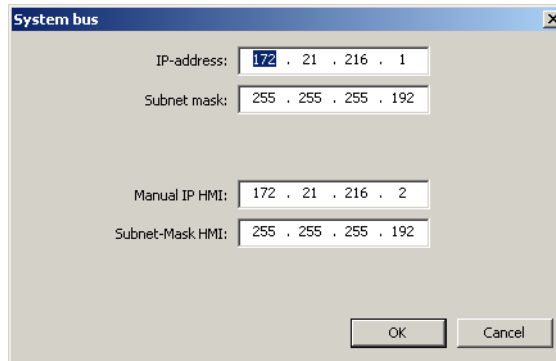 System bus
IP-address: 172 . 21 . 216 . 1
Subnet mask: 255 . 255 . 255 . 192
Manual IP HMI: 172 . 21 . 216 . 2
Subnet-Mask HMI: 255 . 255 . 255 . 192
OK Cancel